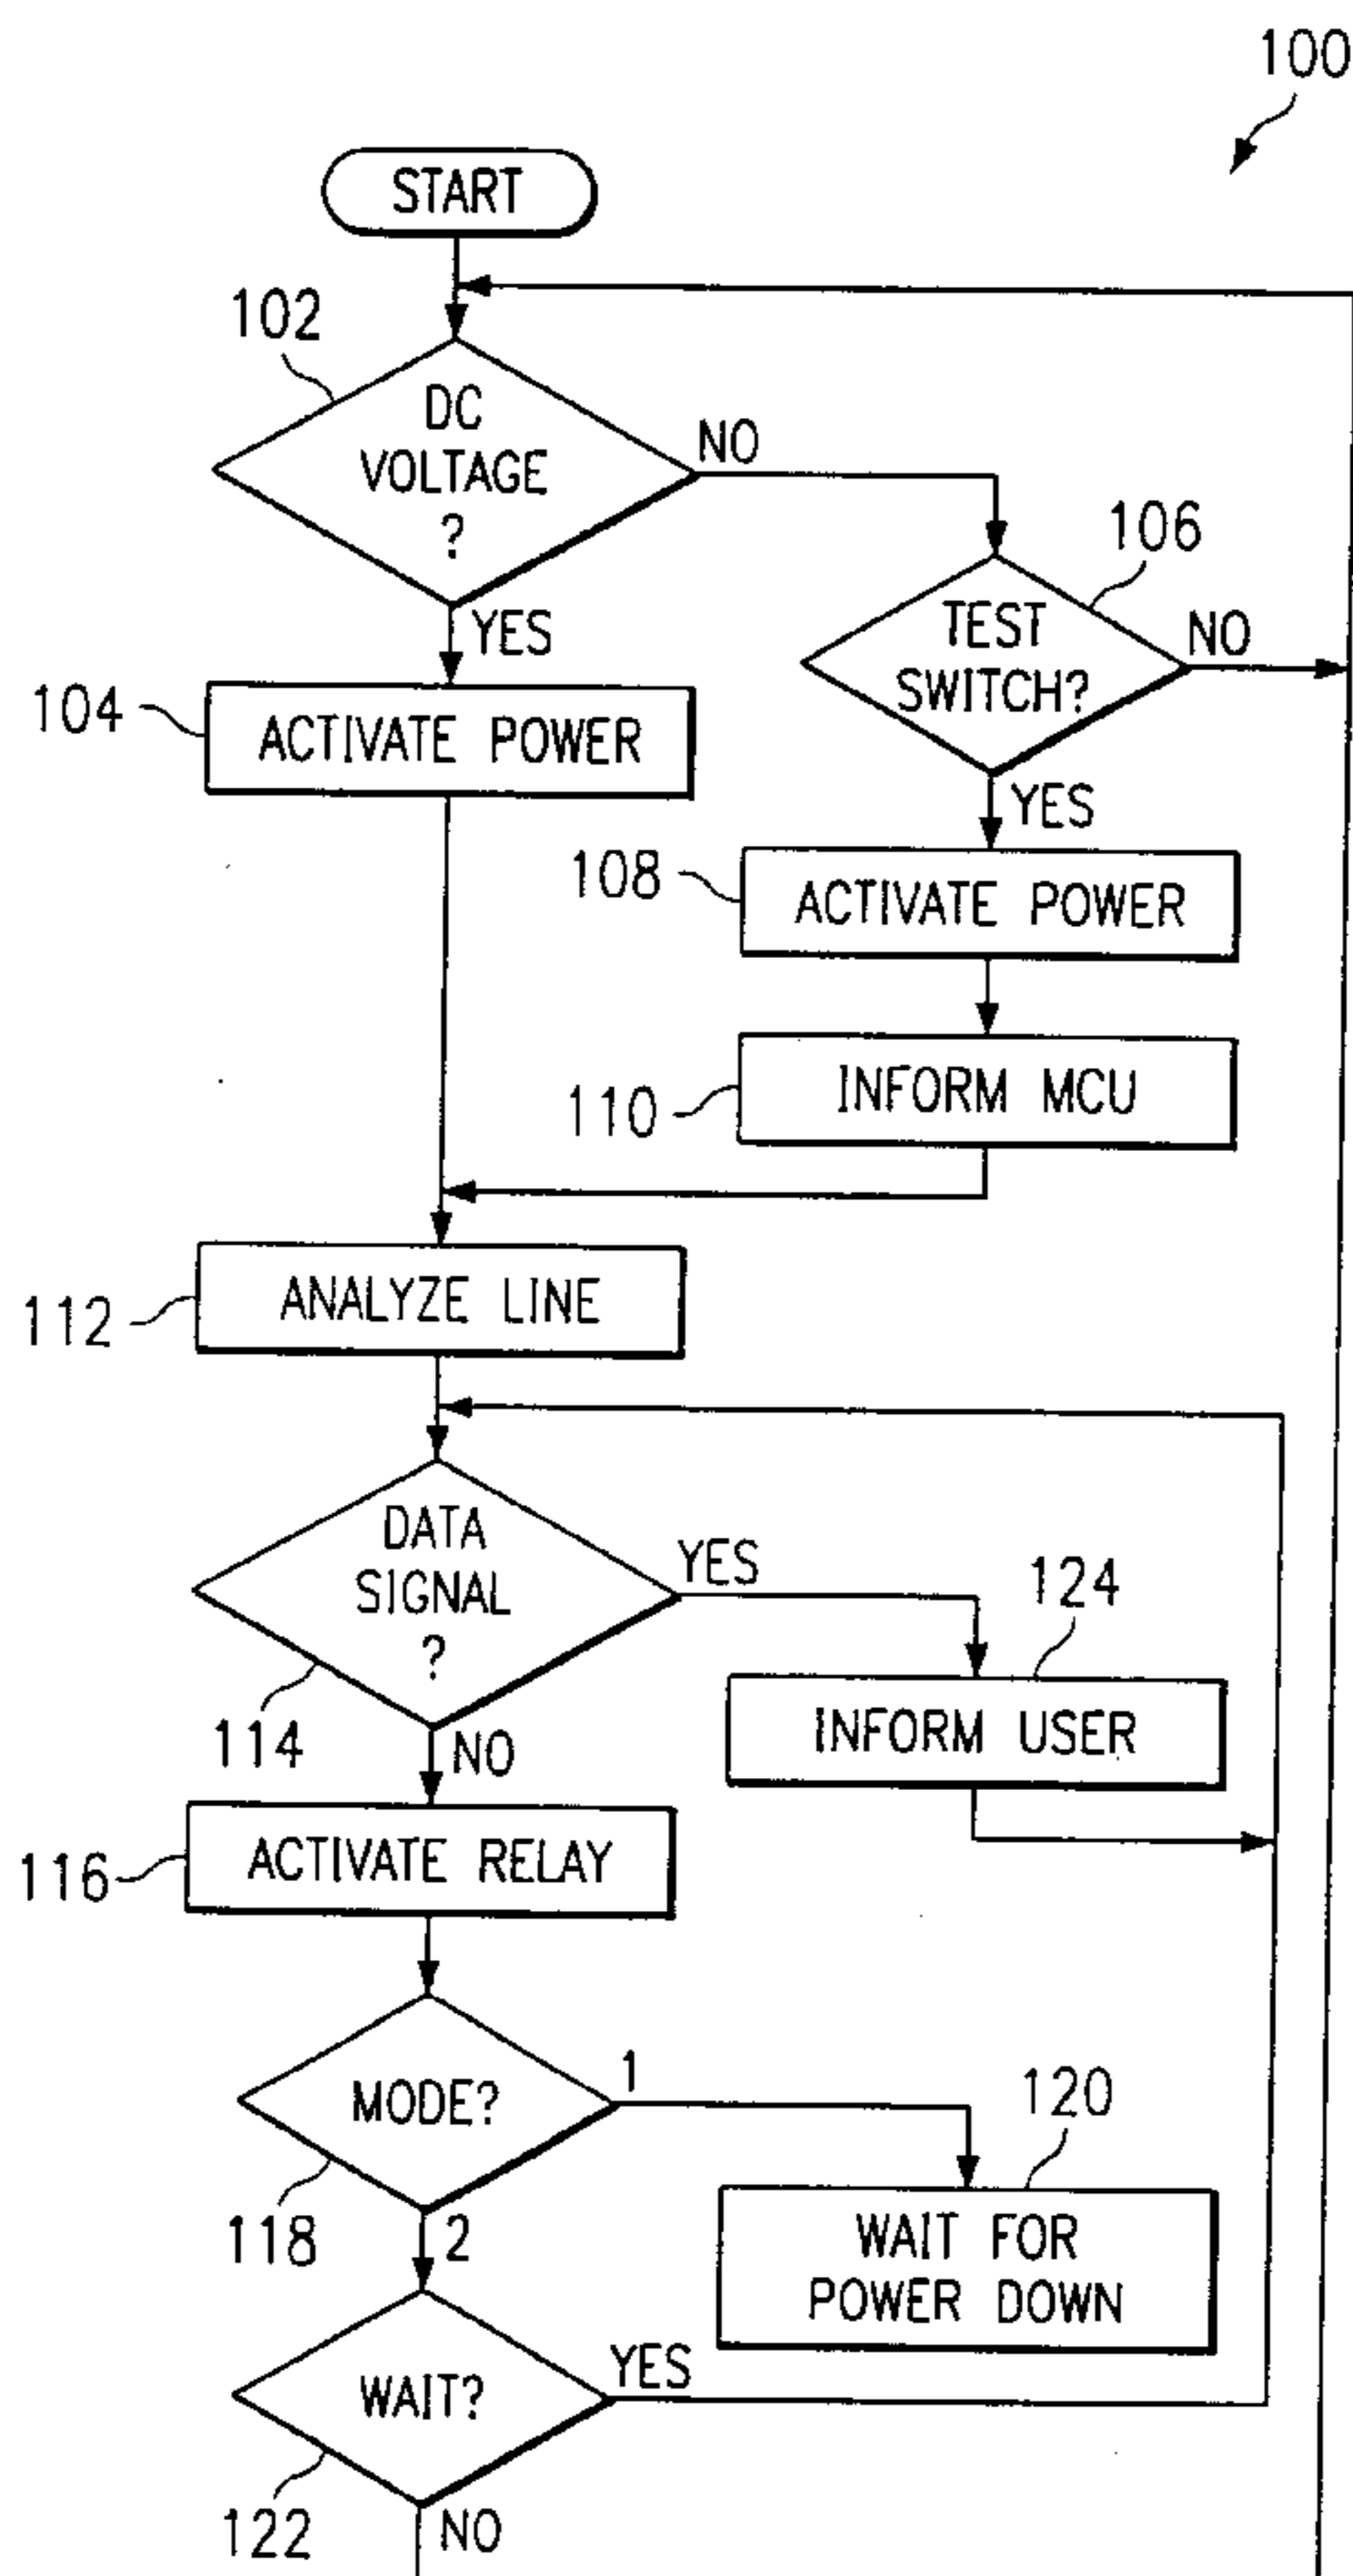 100
START
102
DC
VOLTAGE
?
NO
YES
106
TEST
SWITCH?
NO
YES
104
ACTIVATE POWER
108
ACTIVATE POWER
110
INFORM MCU
112
ANALYZE LINE
DATA
SIGNAL
?
YES
114
NO
124
INFORM USER
116
ACTIVATE RELAY
MODE?
1
118
2
120
WAIT FOR
POWER DOWN
WAIT?
YES
122
NO